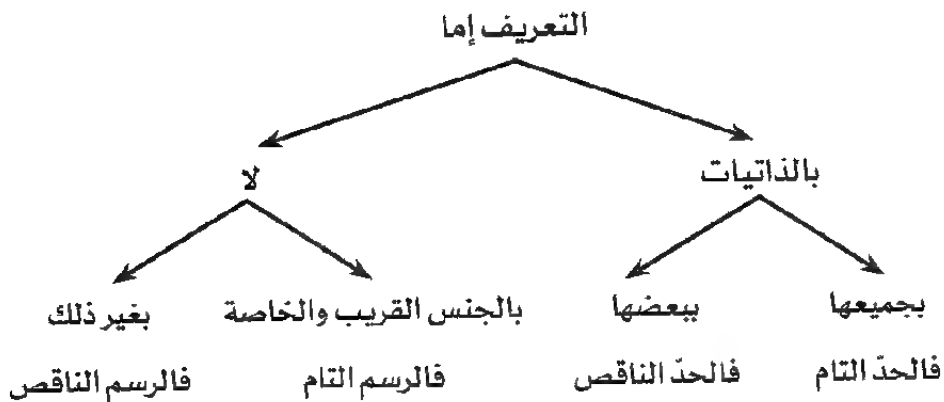 التعريف إما
بالذاتيات لا
بجميعها ببعضها بالجنس القريب والخاصة بغير ذلك
فالحدّ التام فالحدّ الناقص فالرسم التام فالرسم الناقص